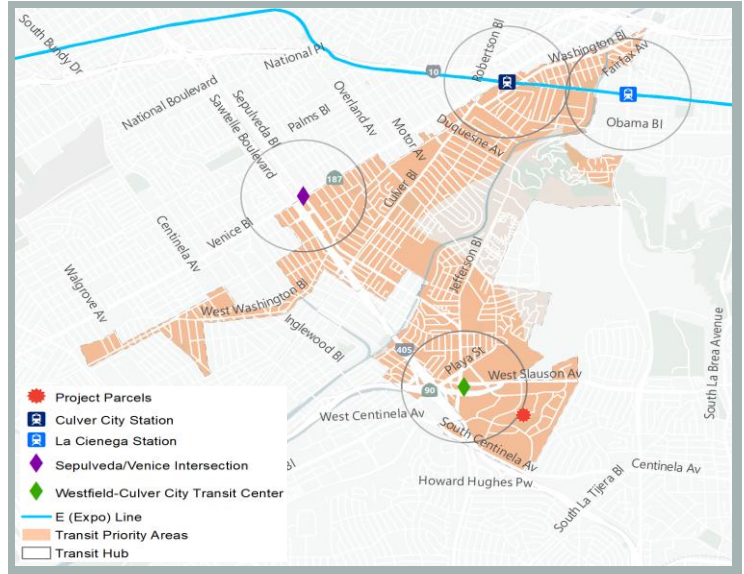 South Bundy Dr
National Pl
10
Robertson Bl
Washington Bl
Fairfax Av
National Boulevard
Sepulveda Bl
Sawtelle Boulevard
Palms Bl
Overland Av
Motor Av
Duquesne Av
Obama Bl
187
Culver Bl
Venice Bl
Centinela Av
Walgrove Av
West Washington Bl
Jefferson Bl
Inglewood Bl
405
Playa St
West Slauson Av
South La Brea Avenue
90
West Centinela Av
South Centinela Av
Howard Hughes Pw
Centinela Av
South La Tijera Bl
Bl
Project Parcels
Culver City Station
La Cienega Station
Sepulveda/Venice Intersection
Westfield-Culver City Transit Center
E (Expo) Line
Transit Priority Areas
Transit Hub